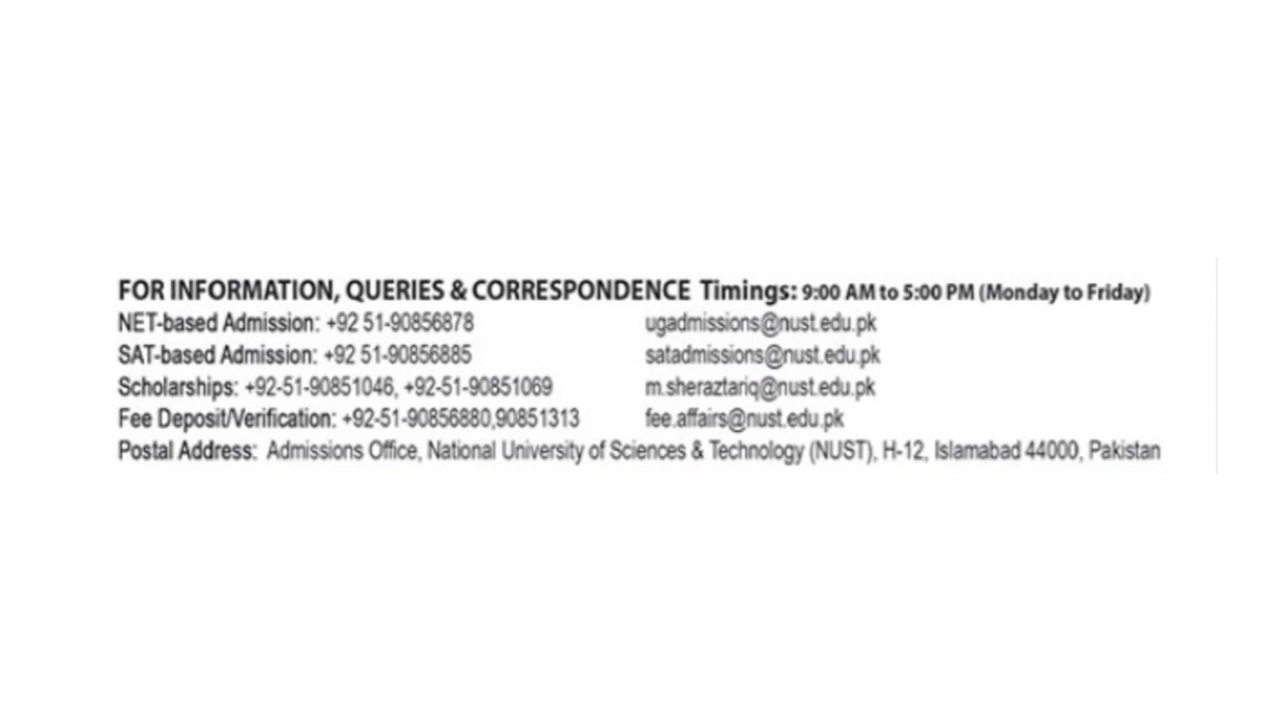 FOR INFORMATION, QUERIES & CORRESPONDENCE Timings: 9:00 AM to 5:00 PM (Monday to Friday)
NET-based Admission: +92 51-90856878 ugadmissions@nust.edu.pk
SAT-based Admission: +92 51-90856885 satadmissions@nust.edu.pk
Scholarships: +92-51-90851046, +92-51-90851069 m.sheraztariq@nust.edu.pk
Fee Deposit/Verification: +92-51-90856880,90851313 fee.affairs@nust.edu.pk
Postal Address: Admissions Office, National University of Sciences & Technology (NUST), H-12, Islamabad 44000, Pakistan